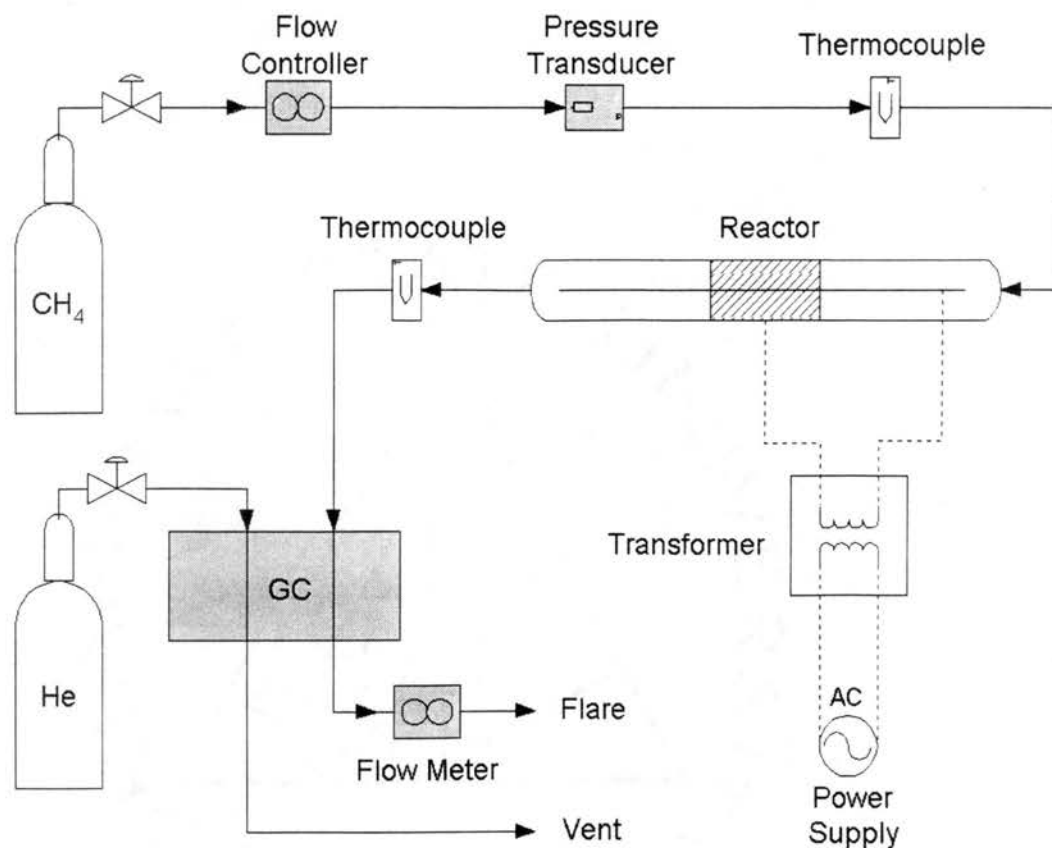 Flow
Controller
Pressure
Transducer
Thermocouple
CH₄
Thermocouple
Reactor
Transformer
GC
He
Flow Meter
Flare
Vent
AC
Power
Supply